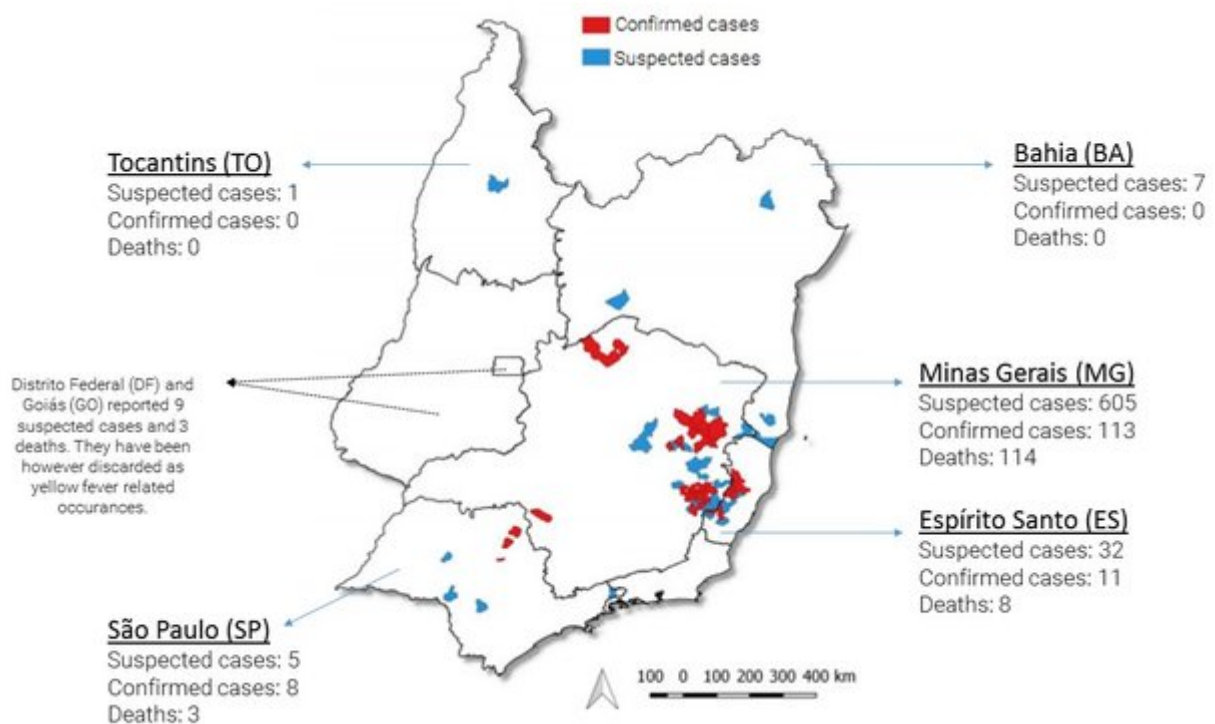 Confirmed cases
Suspected cases
Tocantins (TO)
Suspected cases: 1
Confirmed cases: 0
Deaths: 0
Bahia (BA)
Suspected cases: 7
Confirmed cases: 0
Deaths: 0
Distrito Federal (DF) and
Goiás (GO) reported 9
suspected cases and 3
deaths. They have been
however discarded as
yellow fever related
occurances.
Minas Gerais (MG)
Suspected cases: 605
Confirmed cases: 113
Deaths: 114
Espírito Santo (ES)
Suspected cases: 32
Confirmed cases: 11
Deaths: 8
São Paulo (SP)
Suspected cases: 5
Confirmed cases: 8
Deaths: 3
100 0 100 200 300 400 km